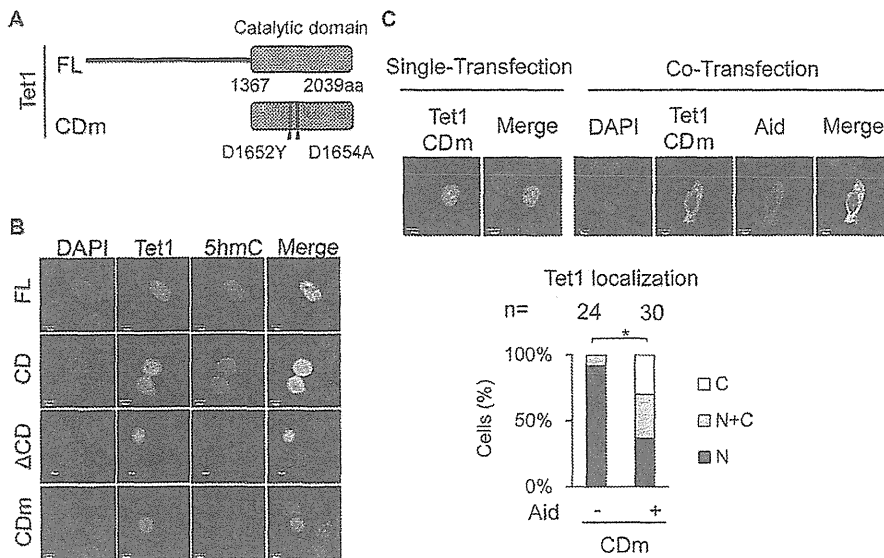 A
Catalytic domain
Tet1
FL
1367 2039aa
CDm
D1652Y D1654A
B
DAPI Tet1 5hmC Merge
FL
CD
ΔCD
CDm
C
Single-Transfection Co-Transfection
Tet1 CDm Merge DAPI Tet1 CDm Aid Merge
Tet1 localization
n= 24 30
*
100%
50%
0%
Cells (%)
C
N+C
N
Aid - +
CDm